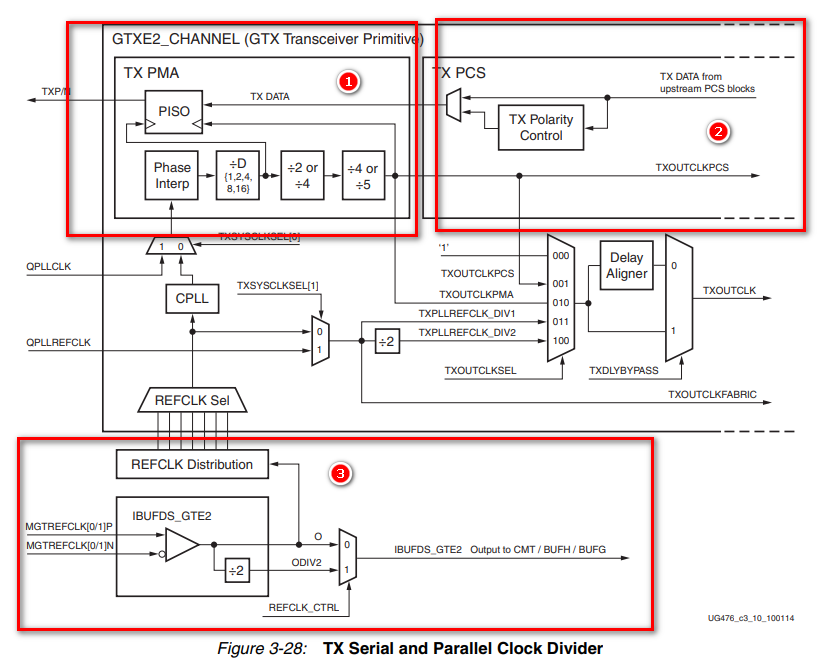 GTXE2_CHANNEL (GTX Transceiver Primitive)
TX PMA
1
TX PCS
TX DATA from
upstream PCS blocks
TXP/N
PISO
TX DATA
TX Polarity
Control
2
Phase
Interp
÷D
{1,2,4,
8,16}
÷2 or
÷4
÷4 or
÷5
TXOUTCLKPCS
1 0
TXSYSCLKSEL[0]
'1'
000
Delay
Aligner
0
QPLLCLK
TXOUTCLKPCS
001
CPLL
TXSYSCLKSEL[1]
TXOUTCLKPMA
010
TXOUTCLK
TXPLLREFCLK_DIV1
011
0
TXPLLREFCLK_DIV2
100
1
QPLLREFCLK
1
÷2
TXOUTCLKSEL
TXDLYBYPASS
REFCLK Sel
TXOUTCLKFABRIC
REFCLK Distribution
3
IBUFDS_GTE2
MGTREFCLK[0/1]P
MGTREFCLK[0/1]N
O
0
IBUFDS_GTE2 Output to CMT / BUFH / BUFG
÷2
ODIV2
1
REFCLK_CTRL
UG476_c3_10_100114
Figure 3-28: TX Serial and Parallel Clock Divider